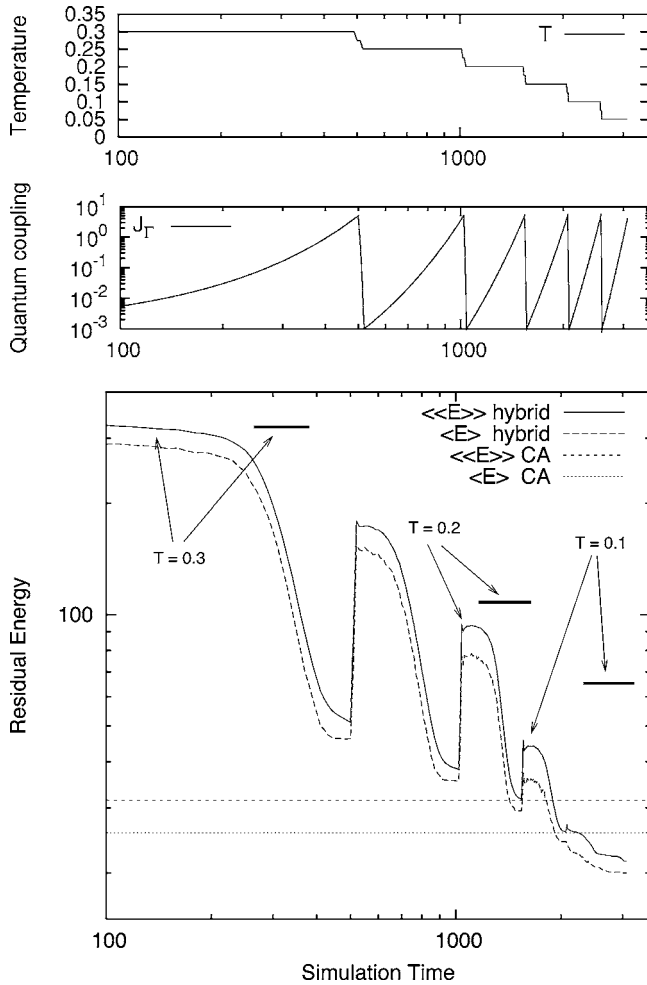 Temperature
0.35
0.3
0.25
0.2
0.15
0.1
0.05
0
T
100
1000
Quantum coupling
10^1
10^0
10^-1
10^-2
10^-3
J_Γ
100
1000
Residual Energy
100
<<E>> hybrid
<E> hybrid
<<E>> CA
<E> CA
T = 0.3
T = 0.2
T = 0.1
100
1000
Simulation Time